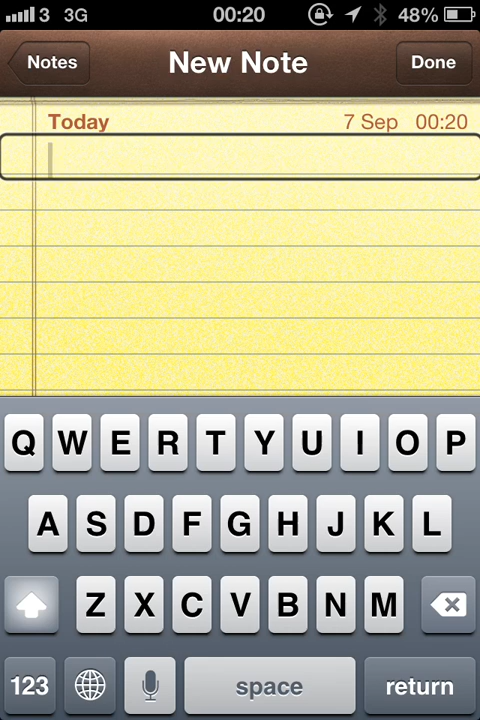 3 3G 00:20 48%
Notes New Note Done
Today 7 Sep 00:20
Q W E R T Y U I O P
A S D F G H J K L
Z X C V B N M
123 space return